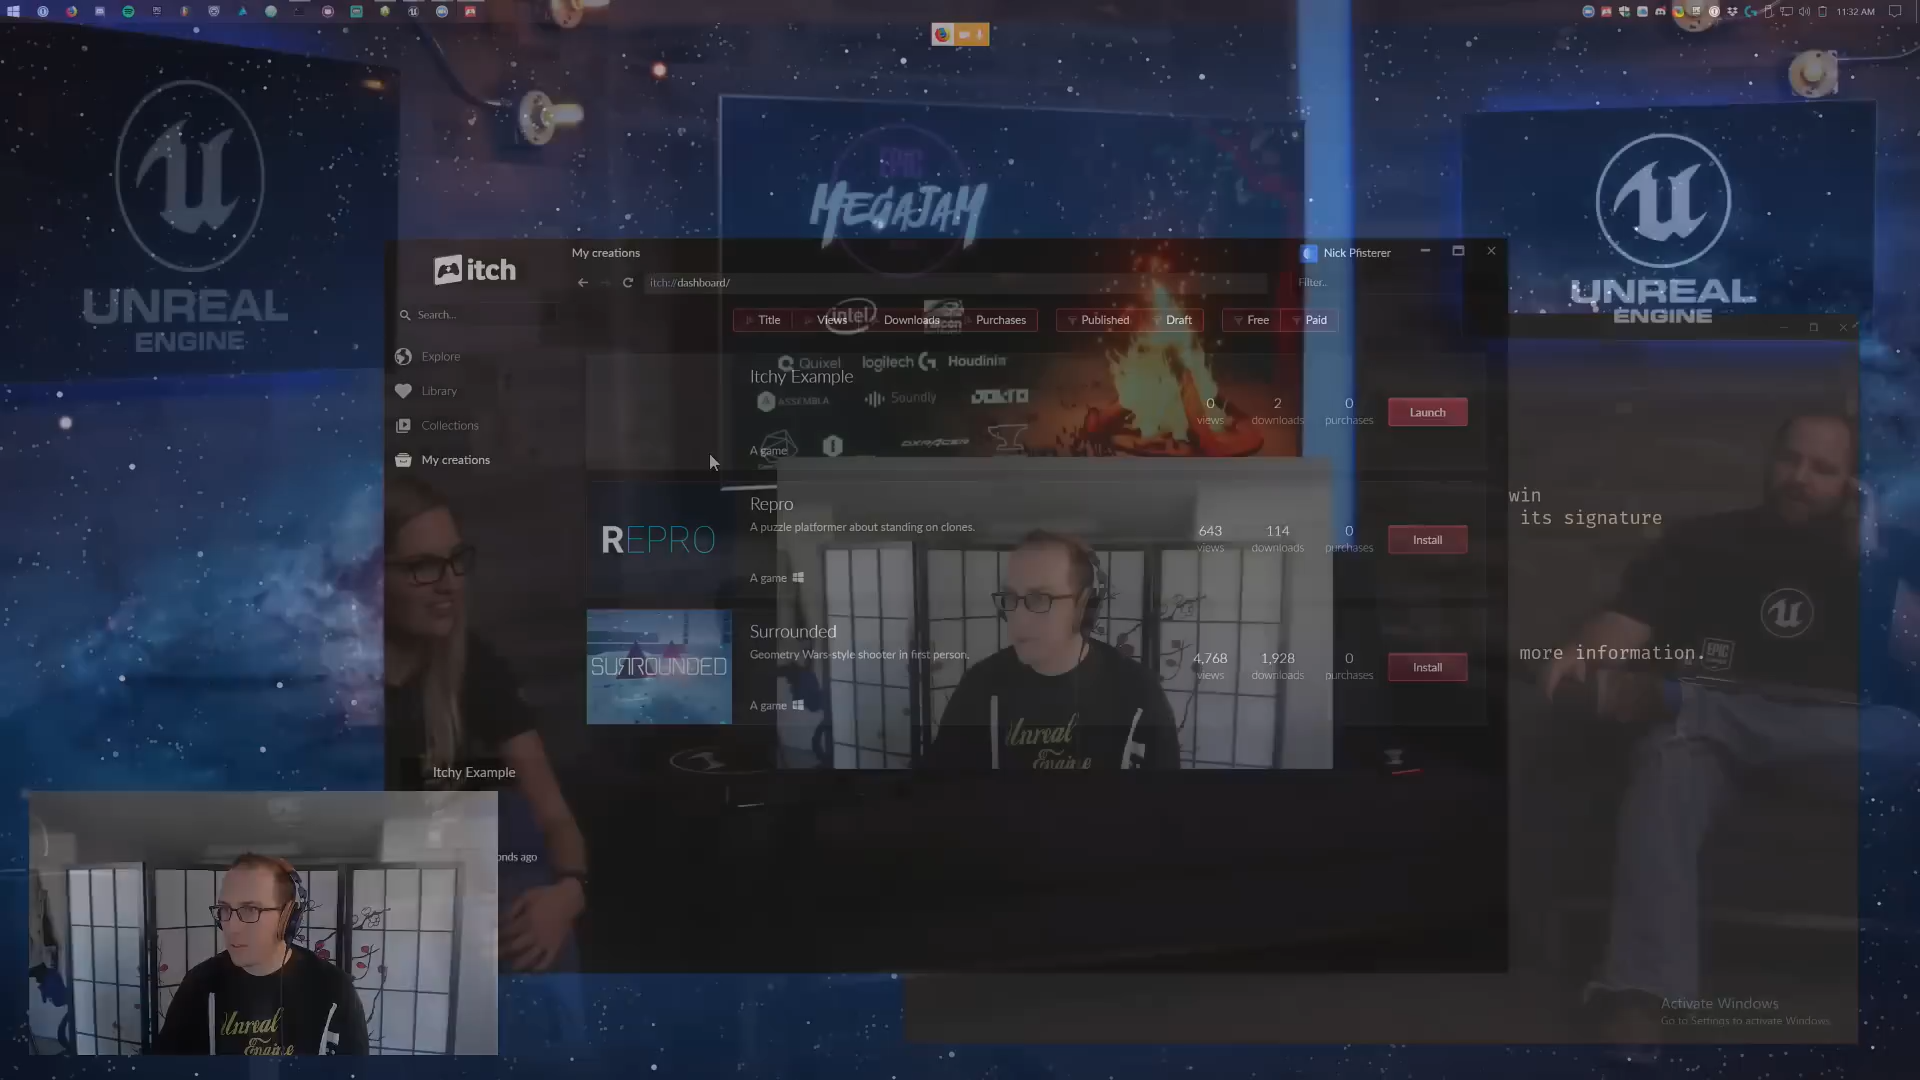 11:32 AM
UNREAL
ENGINE
EPIC
MEGAJAM
UNREAL
ENGINE
itch
My creations
Nick Pfisterer
itch://dashboard/
Filter...
Search...
Title
Views
Downloads
Purchases
Published
Draft
Free
Paid
intel
Explore
Library
Collections
My creations
Quixel
logitech G
Houdini
Itchy Example
ASSEMBLA
Soundly
DXRACER
0
views
2
downloads
0
purchases
Launch
A game
REPRO
Repro
A puzzle platformer about standing on clones.
643
views
114
downloads
0
purchases
Install
A game
SURROUNDED
Surrounded
Geometry Wars-style shooter in first person.
4,768
views
1,928
downloads
0
purchases
Install
A game
win
its signature
more information.
EPIC
Unreal
Engine
Itchy Example
onds ago
Unreal
Engine
Activate Windows
Go to Settings to activate Windows.